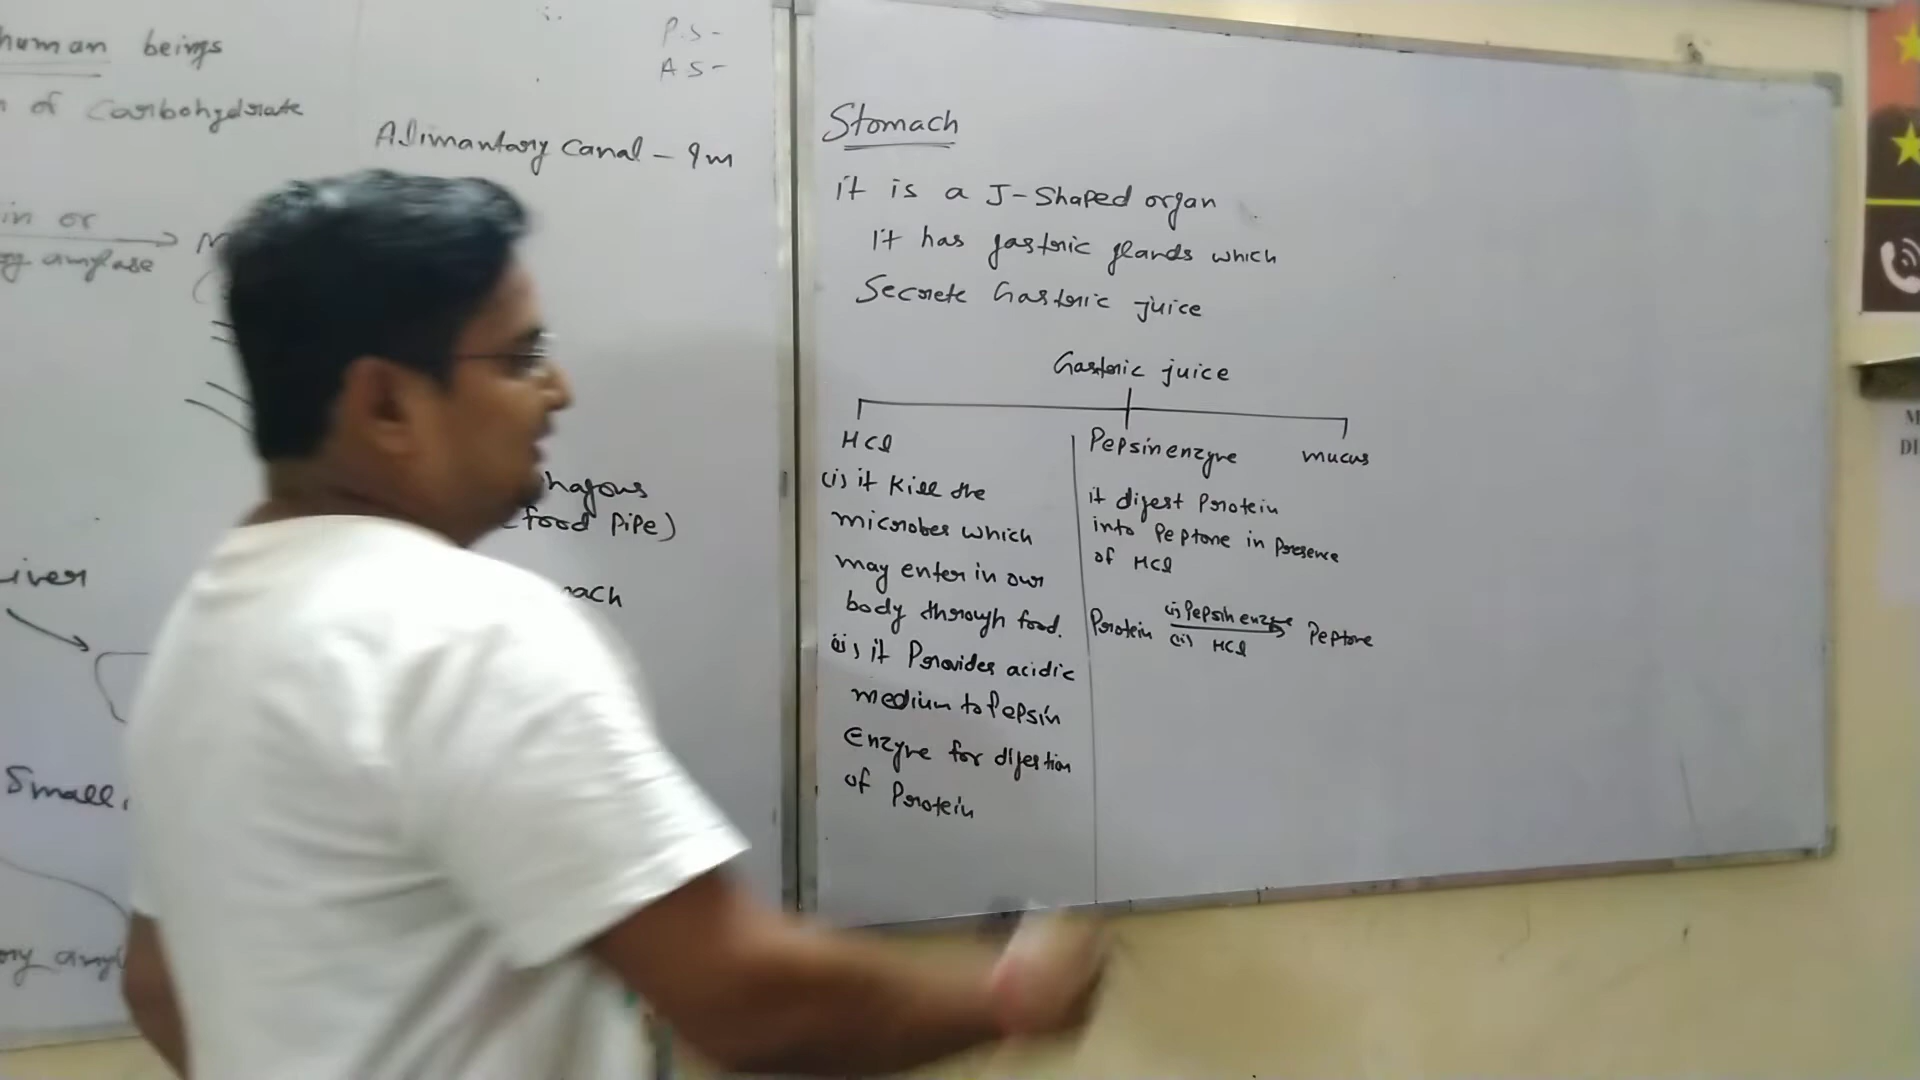 human beings
of Carbohydrate
in or
amylase
P.S-
A S-
Alimantary Canal - 9m
hagous
food Pipe)
ach
iver
Small
Stomach
it is a J-Shaped organ
It has gastric glands which
Secrete Gastric juice
Gastric juice
HCl
Pepsin enzyme
mucus
(i) it kill the
microbes which
may enter in our
body through food.
(ii) it Provides acidic
medium to Pepsin
Enzyme for digestion
of Protein
it digest Protein
into Peptone in Presence
of HCl
Protein (i) Pepsin enzyme (ii) HCl Peptone
M
DI